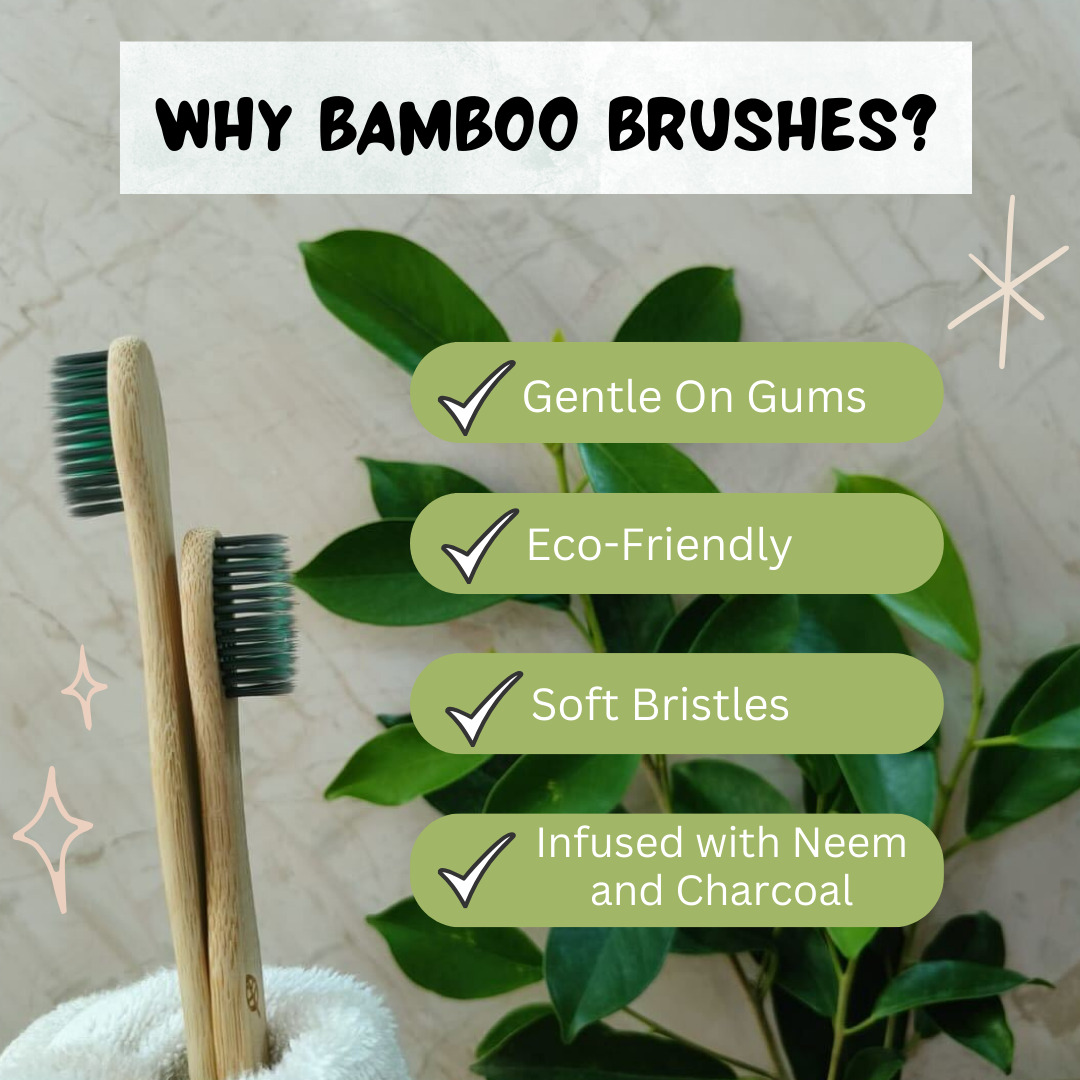 WHY BAMBOO BRUSHES?
Gentle On Gums
Eco-Friendly
Soft Bristles
Infused with Neem
and Charcoal